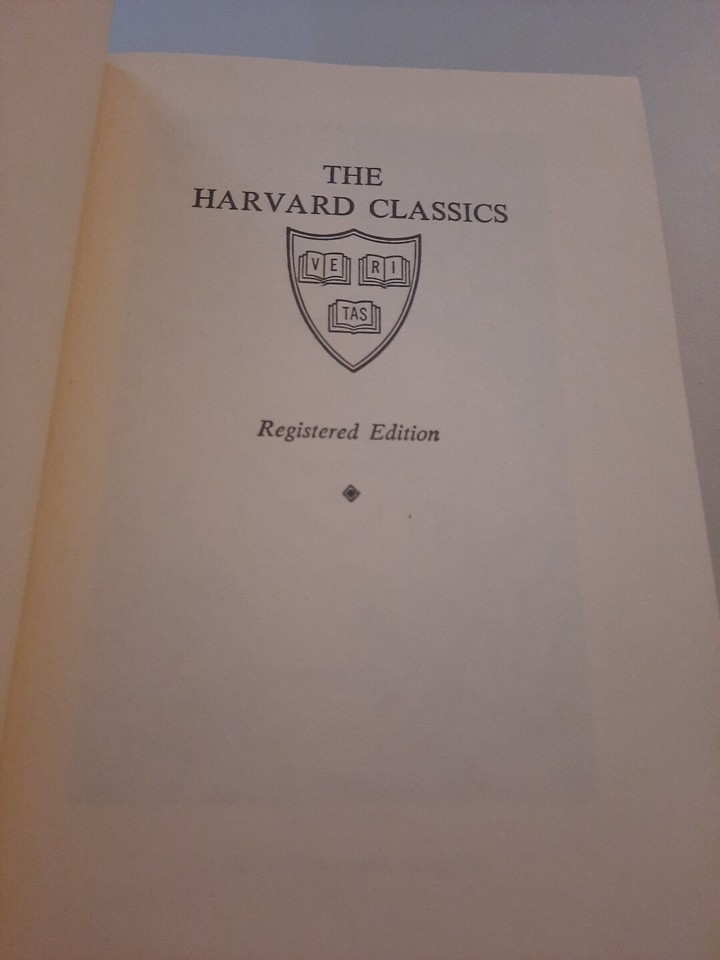 THE
HARVARD CLASSICS
VE RI
TAS
Registered Edition